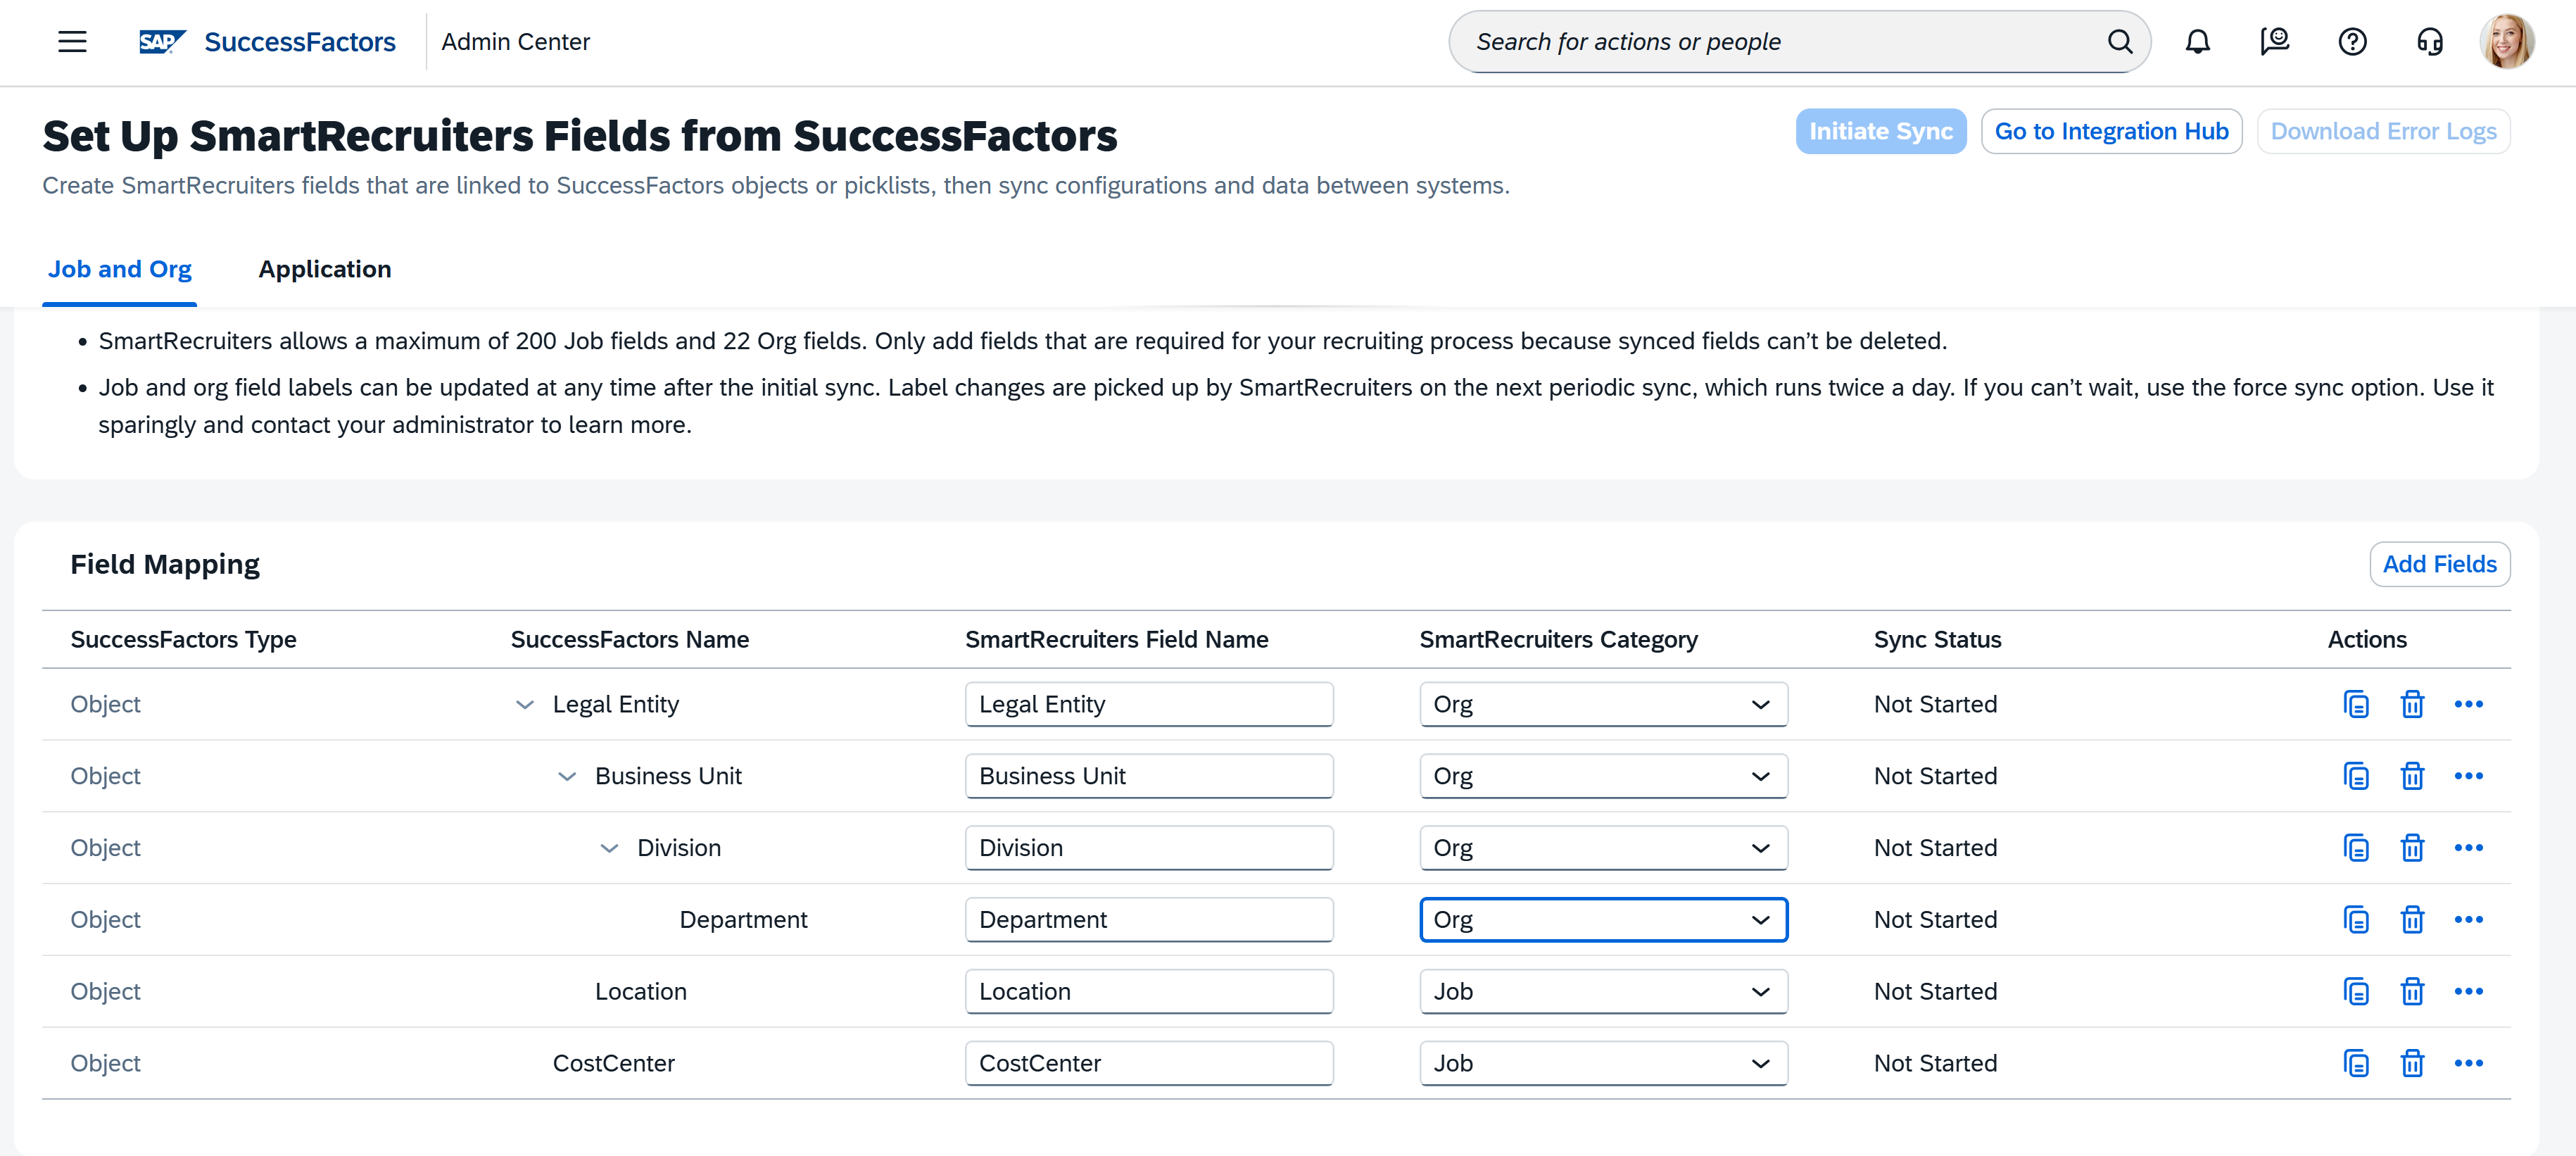 SAP SuccessFactors Admin Center Search for actions or people
Set Up SmartRecruiters Fields from SuccessFactors
Initiate Sync Go to Integration Hub Download Error Logs
Create SmartRecruiters fields that are linked to SuccessFactors objects or picklists, then sync configurations and data between systems.
Job and Org Application
• SmartRecruiters allows a maximum of 200 Job fields and 22 Org fields. Only add fields that are required for your recruiting process because synced fields can’t be deleted.
• Job and org field labels can be updated at any time after the initial sync. Label changes are picked up by SmartRecruiters on the next periodic sync, which runs twice a day. If you can’t wait, use the force sync option. Use it
sparingly and contact your administrator to learn more.
Field Mapping Add Fields
SuccessFactors Type SuccessFactors Name SmartRecruiters Field Name SmartRecruiters Category Sync Status Actions
Object Legal Entity Legal Entity Org Not Started
Object Business Unit Business Unit Org Not Started
Object Division Division Org Not Started
Object Department Department Org Not Started
Object Location Location Job Not Started
Object CostCenter CostCenter Job Not Started